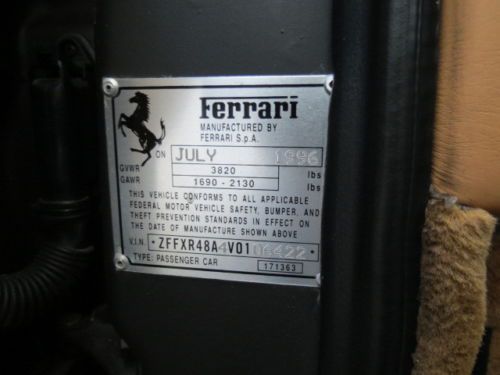 Ferrari
MANUFACTURED BY
FERRARI S.p.A.
ON JULY 1996
GVWR 3820 lbs
GAWR 1690 - 2130 lbs
THIS VEHICLE CONFORMS TO ALL APPLICABLE
FEDERAL MOTOR VEHICLE SAFETY, BUMPER, AND
THEFT PREVENTION STANDARDS IN EFFECT ON
THE DATE OF MANUFACTURE SHOWN ABOVE
V.I.N. *ZFFXR48A4V0106422*
TYPE: PASSENGER CAR 171363